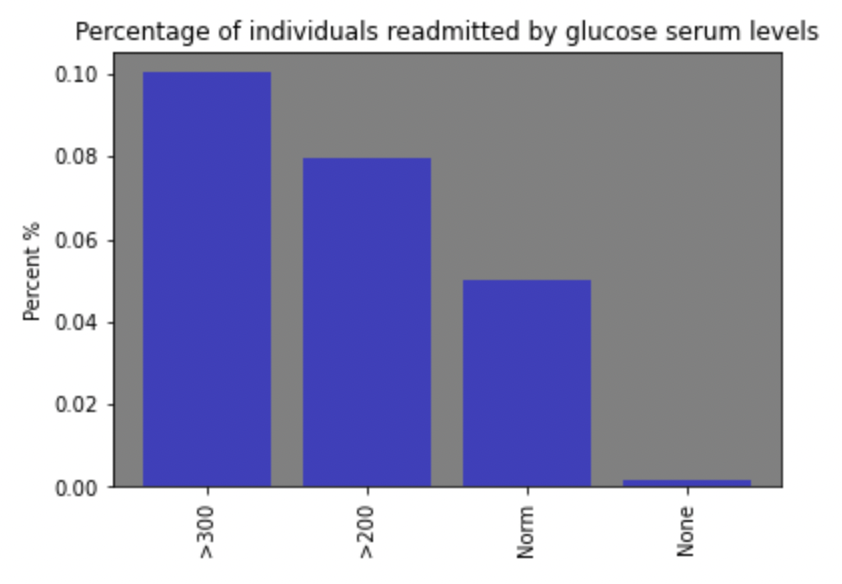 Percentage of individuals readmitted by glucose serum levels
Percent %
0.10
0.08
0.06
0.04
0.02
0.00
>300
>200
Norm
None